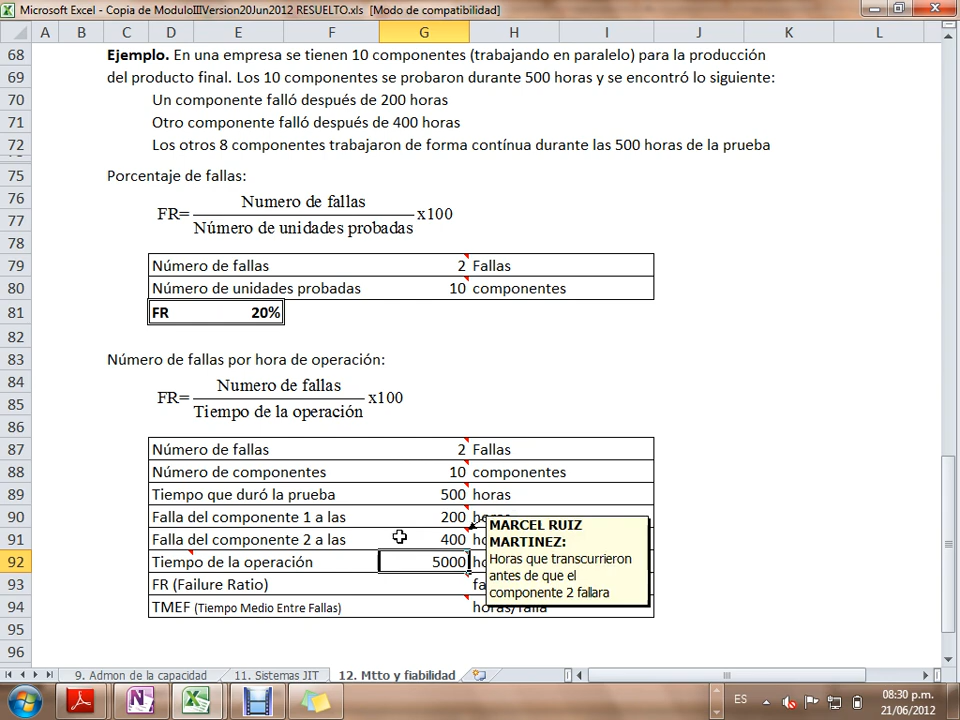 Microsoft Excel - Copia de ModuloIIIVersion20Jun2012 RESUELTO.xls [Modo de compatibilidad]
A B C D E F G H I J K L
68 Ejemplo. En una empresa se tienen 10 componentes (trabajando en paralelo) para la producción
69 del producto final. Los 10 componentes se probaron durante 500 horas y se encontró lo siguiente:
70 Un componente falló después de 200 horas
71 Otro componente falló después de 400 horas
72 Los otros 8 componentes trabajaron de forma contínua durante las 500 horas de la prueba
75 Porcentaje de fallas:
76 Numero de fallas
FR= x100
77 Número de unidades probadas
78
79 Número de fallas 2 Fallas
80 Número de unidades probadas 10 componentes
81 FR 20%
82
83 Número de fallas por hora de operación:
84 Numero de fallas
FR= x100
85 Tiempo de la operación
86
87 Número de fallas 2 Fallas
88 Número de componentes 10 componentes
89 Tiempo que duró la prueba 500 horas
90 Falla del componente 1 a las 200
91 Falla del componente 2 a las 400
92 Tiempo de la operación 5000
93 FR (Failure Ratio)
94 TMEF (Tiempo Medio Entre Fallas) horas/falla
95
96
MARCEL RUIZ
MARTINEZ:
Horas que transcurrieron
antes de que el
componente 2 fallara
9. Admon de la capacidad 11. Sistemas JIT 12. Mtto y fiabilidad
ES
08:30 p.m.
21/06/2012